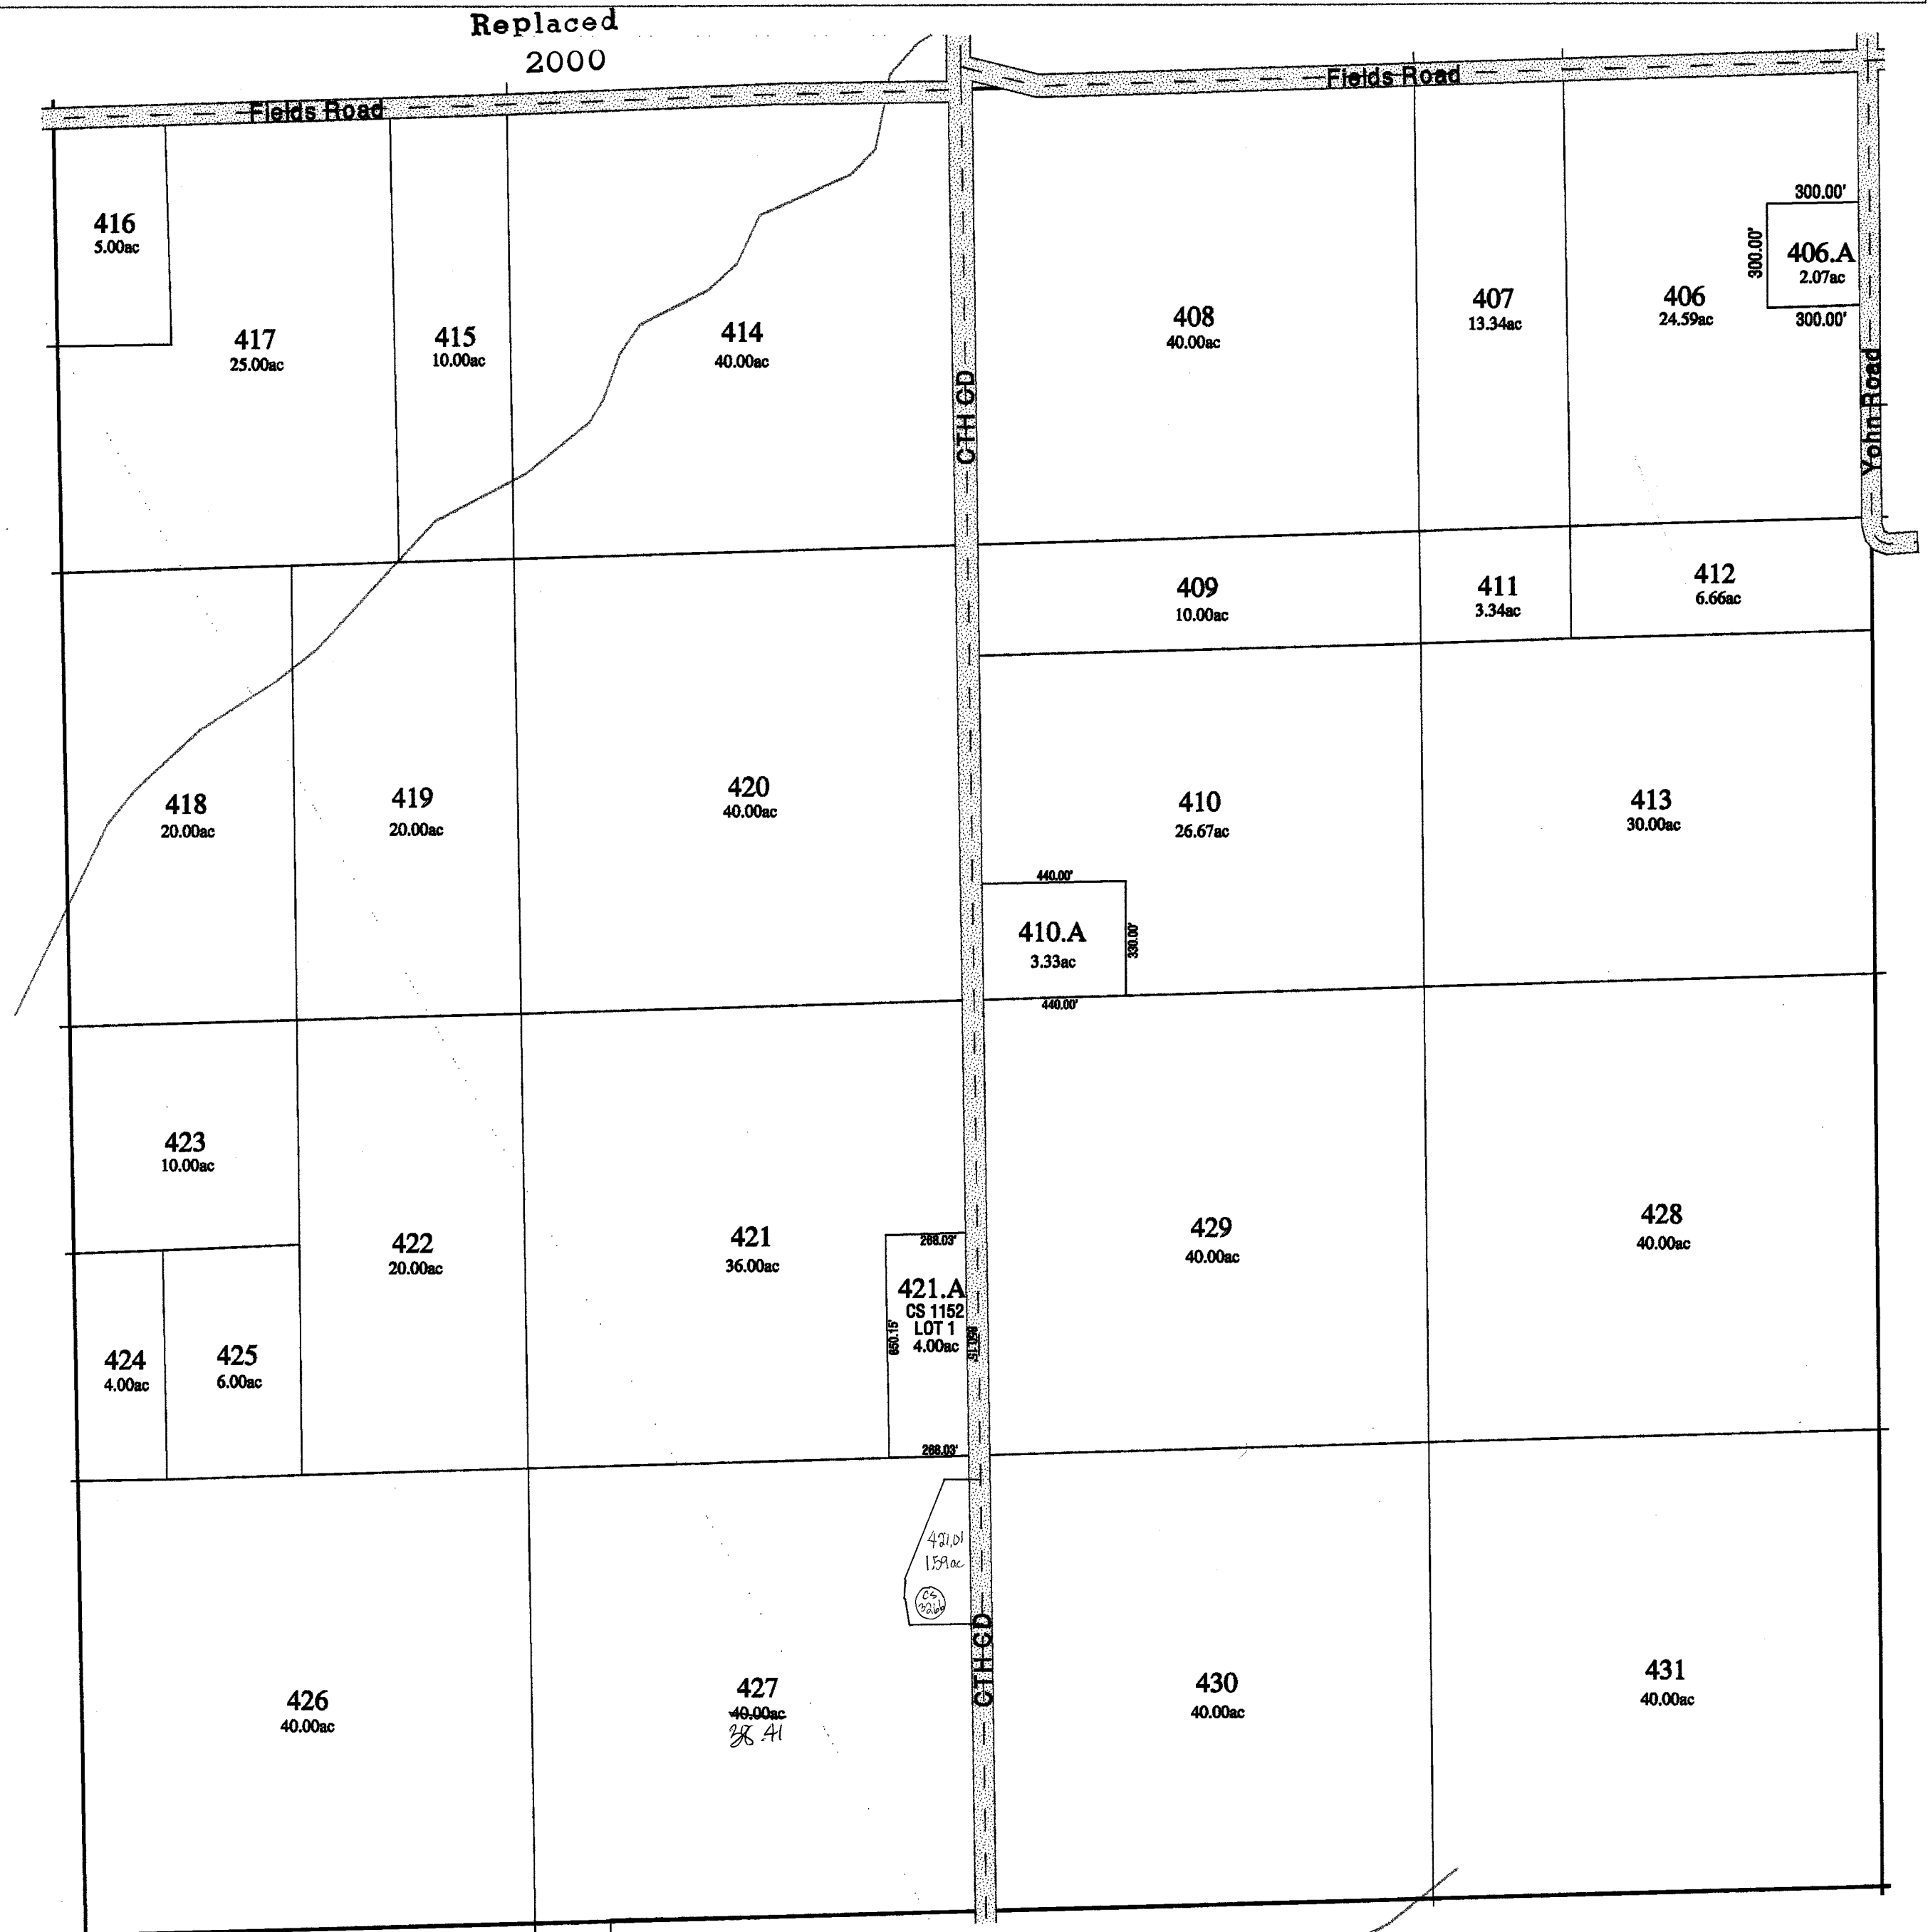 Replaced
2000
Fields Road
Fields Road
416
5.00ac
417
25.00ac
415
10.00ac
414
40.00ac
CTH CD
408
40.00ac
407
13.34ac
406
24.59ac
300.00'
300.00'
406.A
2.07ac
300.00'
Yohn Road
409
10.00ac
411
3.34ac
412
6.66ac
418
20.00ac
419
20.00ac
420
40.00ac
410
26.67ac
413
30.00ac
440.00'
410.A
3.33ac
330.00'
440.00'
423
10.00ac
422
20.00ac
421
36.00ac
268.03'
421.A
CS 1152
LOT 1
4.00ac
650.15'
650.15'
268.03'
429
40.00ac
428
40.00ac
424
4.00ac
425
6.00ac
421.01
1.59ac
CS
3266
CTH CD
426
40.00ac
427
40.00ac
38.41
430
40.00ac
431
40.00ac